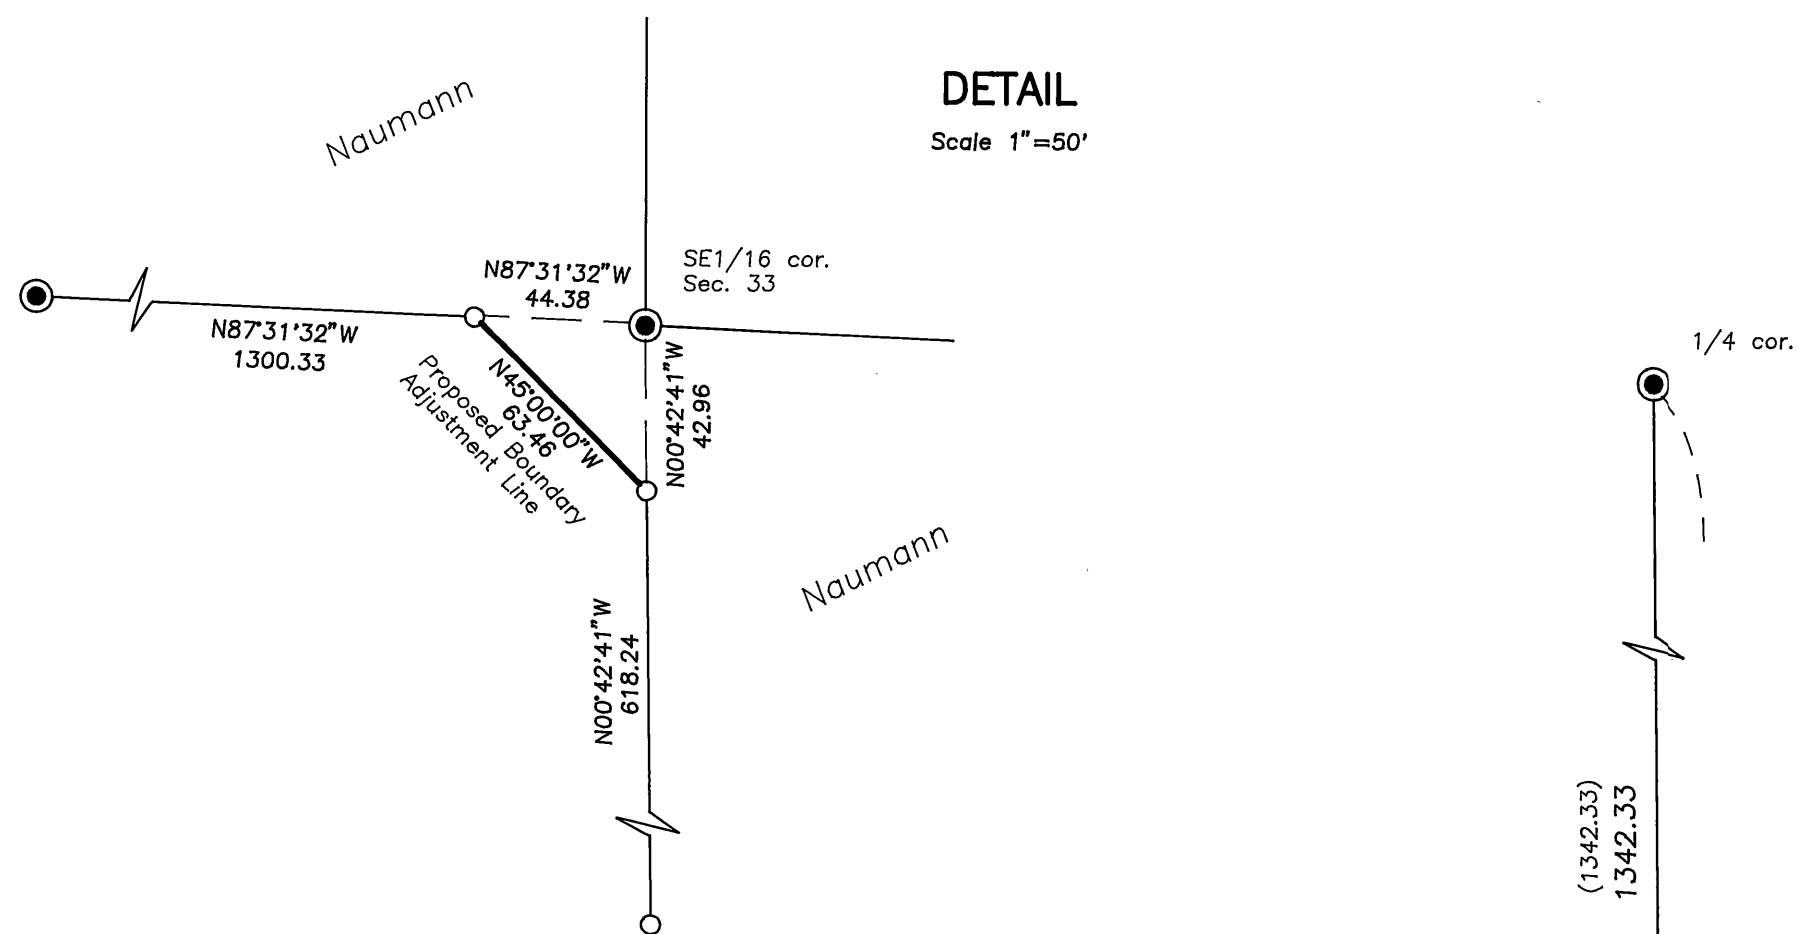 DETAIL
Scale 1"=50'
Naumann
N87°31'32"W
44.38
SE1/16 cor.
Sec. 33
N87°31'32"W
1300.33
N45°00'00"W
63.46
Proposed Boundary
Adjustment Line
N00°42'41"W
42.96
Naumann
N00°42'41"W
618.24
1/4 cor.
(1342.33)
1342.33